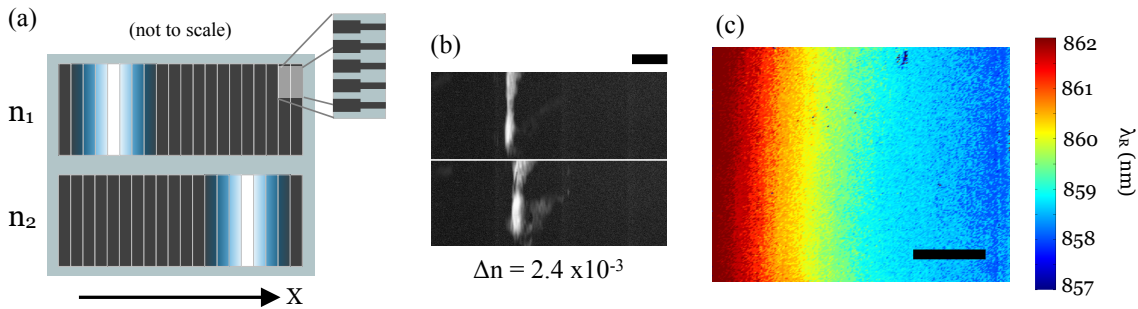 (a)
(not to scale)
n₁
n₂
X
(b)
Δn = 2.4 x10⁻³
(c)
862
861
860
859
858
857
λR (nm)